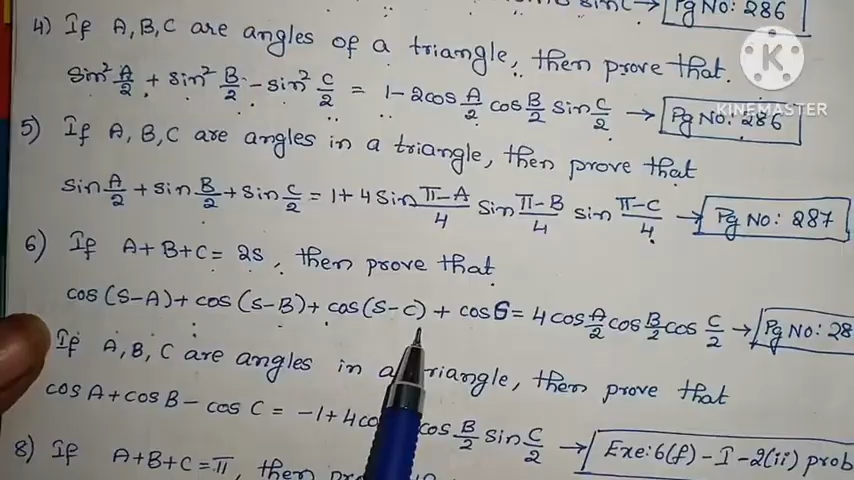 sinC → Pg No: 286
4) If A, B, C are angles of a triangle, then prove that.
sin² A/2 + sin² B/2 - sin² C/2 = 1 - 2cos A/2 cos B/2 sin C/2 → Pg No: 286
KINEMASTER
5) If A, B, C are angles in a triangle, then prove that
sin A/2 + sin B/2 + sin C/2 = 1 + 4 sin π-A/4 sin π-B/4 sin π-C/4 → Pg No: 287
6) If A+B+C = 2S, then prove that
cos(S-A) + cos(S-B) + cos(S-C) + cos S = 4 cos A/2 cos B/2 cos C/2 → Pg No: 28
If A, B, C are angles in a triangle, then prove that
cos A + cos B - cos C = -1 + 4 cos B/2 sin C/2 → Exe: 6(f) - I - 2(ii) prob
8) If A+B+C = π, then